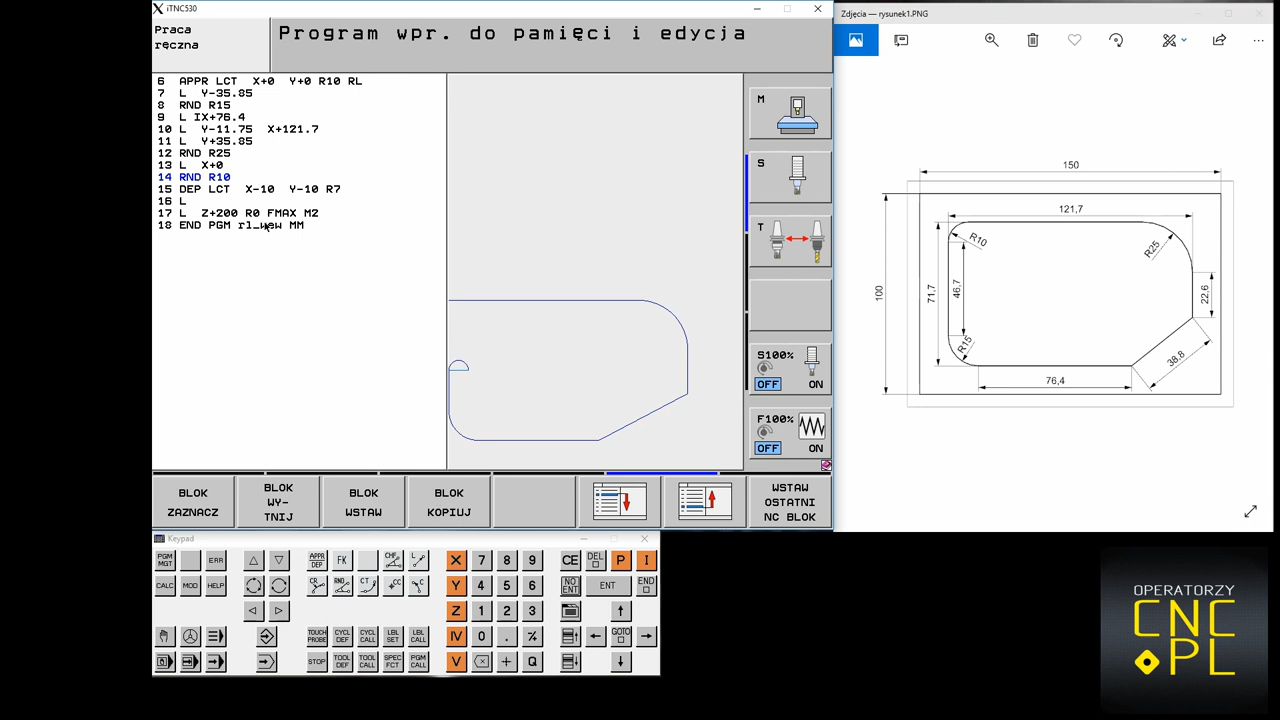 iTNC530
Praca
ręczna
Program wpr. do pamięci i edycja
6 APPR LCT X+0 Y+0 R10 RL
7 L Y-35.85
8 RND R15
9 L IX+76.4
10 L Y-11.75 X+121.7
11 L Y+35.85
12 RND R25
13 L X+0
14 RND R10
15 DEP LCT X-10 Y-10 R7
16 L
17 L Z+200 R0 FMAX M2
18 END PGM MM
M
S
T
S100%
OFF ON
F100%
OFF ON
BLOK
ZAZNACZ
BLOK
WY-
TNIJ
BLOK
WSTAW
BLOK
KOPIUJ
WSTAW
OSTATNI
NC BLOK
Zdjęcia — rysunek1.PNG
150
121,7
R10
R25
100
71,7
46,7
22,6
R15
38,8
76,4
Keypad
PGM MGT ERR APPR DEP FK CHF L X 7 8 9 CE DEL P I
CALC MOD HELP CR RND CT CC C Y 4 5 6 NO ENT ENT END
Z 1 2 3
TOUCH PROBE CYCL DEF CYCL CALL LBL SET LBL CALL IV 0 . GOTO
STOP TOOL DEF TOOL CALL SPEC FCT PGM CALL V + Q
OPERATORZY
CNC
PL